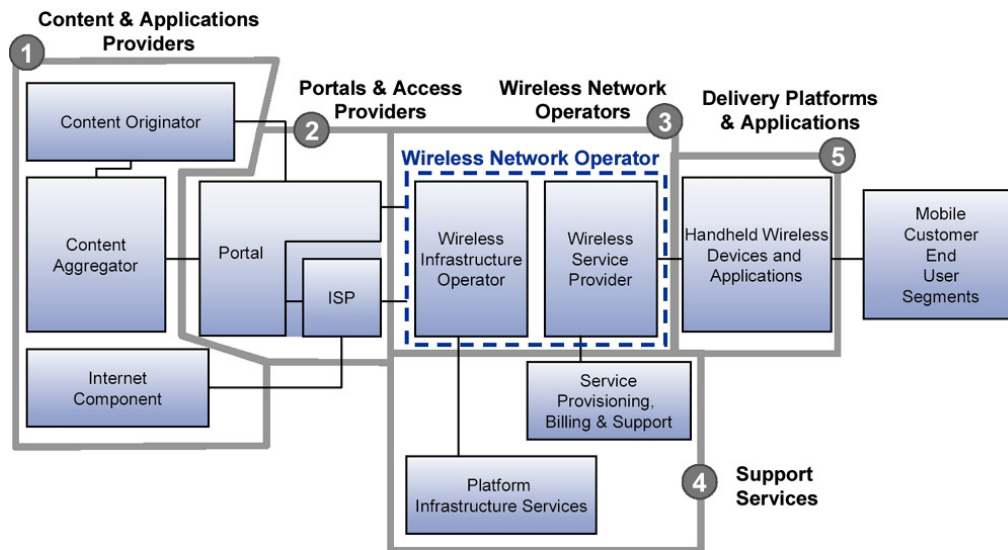 Content & Applications
Providers
1
Portals & Access
Providers
2
Wireless Network
Operators
3
Delivery Platforms
& Applications
5
Content Originator
Content
Aggregator
Internet
Component
Portal
ISP
Wireless Network Operator
Wireless
Infrastructure
Operator
Wireless
Service
Provider
Handheld Wireless
Devices and
Applications
Mobile
Customer
End
User
Segments
Service
Provisioning,
Billing & Support
Platform
Infrastructure Services
4
Support
Services